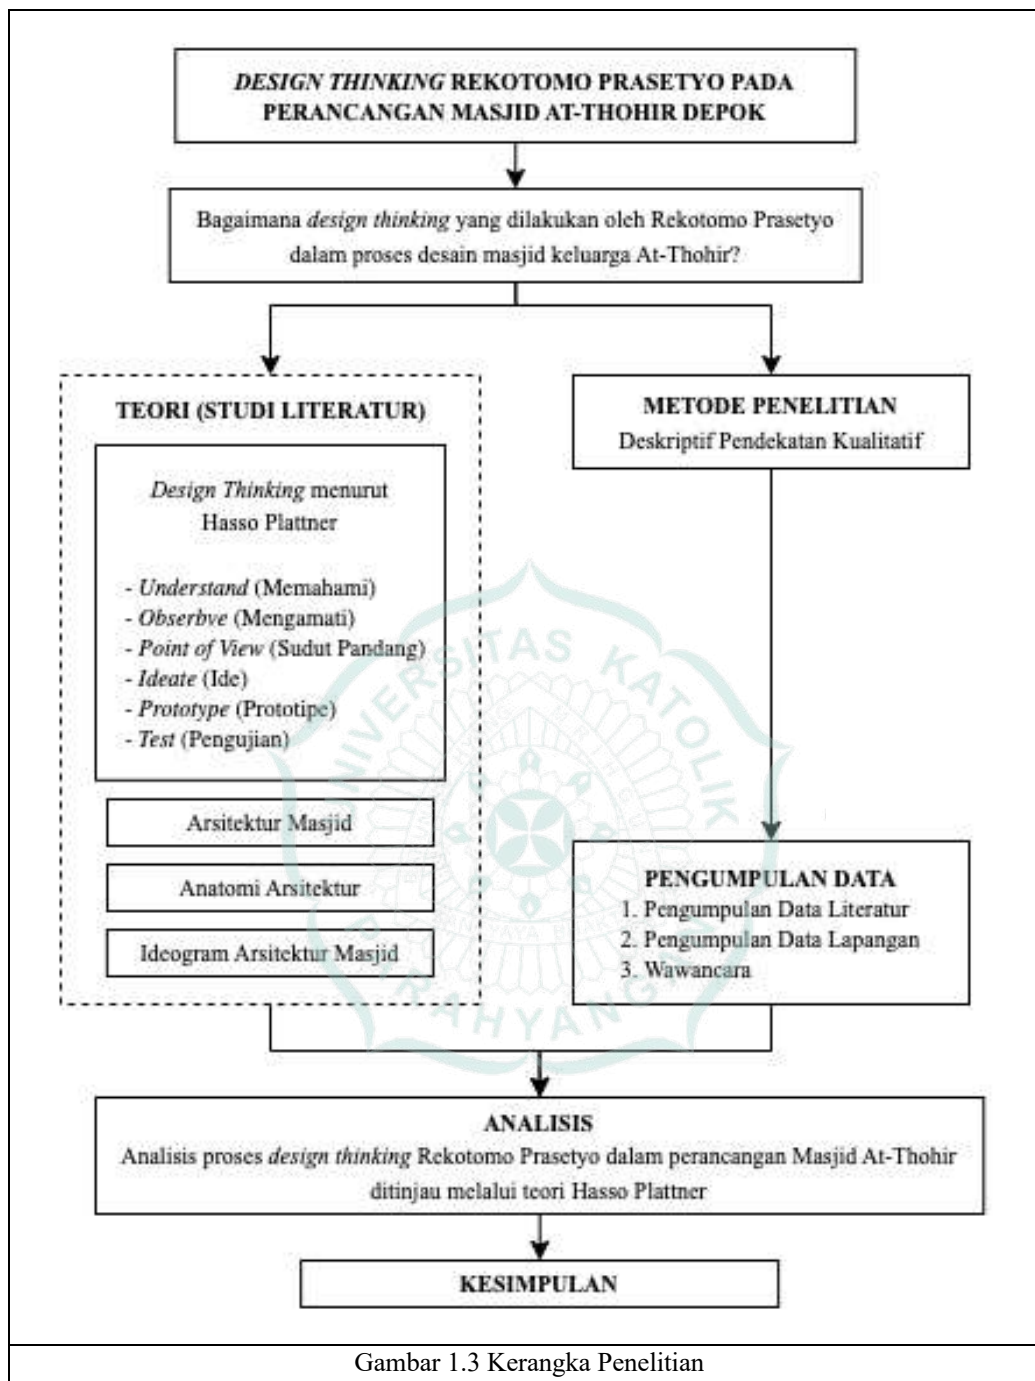 DESIGN THINKING REKOTOMO PRASETYO PADA
PERANCANGAN MASJID AT-THOHIR DEPOK
Bagaimana design thinking yang dilakukan oleh Rekotomo Prasetyo
dalam proses desain masjid keluarga At-Thohir?
TEORI (STUDI LITERATUR)
Design Thinking menurut
Hasso Plattner
- Understand (Memahami)
- Obserbve (Mengamati)
- Point of View (Sudut Pandang)
- Ideate (Ide)
- Prototype (Prototipe)
- Test (Pengujian)
Arsitektur Masjid
Anatomi Arsitektur
Ideogram Arsitektur Masjid
METODE PENELITIAN
Deskriptif Pendekatan Kualitatif
PENGUMPULAN DATA
1. Pengumpulan Data Literatur
2. Pengumpulan Data Lapangan
3. Wawancara
UNIVERSITAS KATOLIK
PARAHYANGAN
ANALISIS
Analisis proses design thinking Rekotomo Prasetyo dalam perancangan Masjid At-Thohir
ditinjau melalui teori Hasso Plattner
KESIMPULAN
Gambar 1.3 Kerangka Penelitian